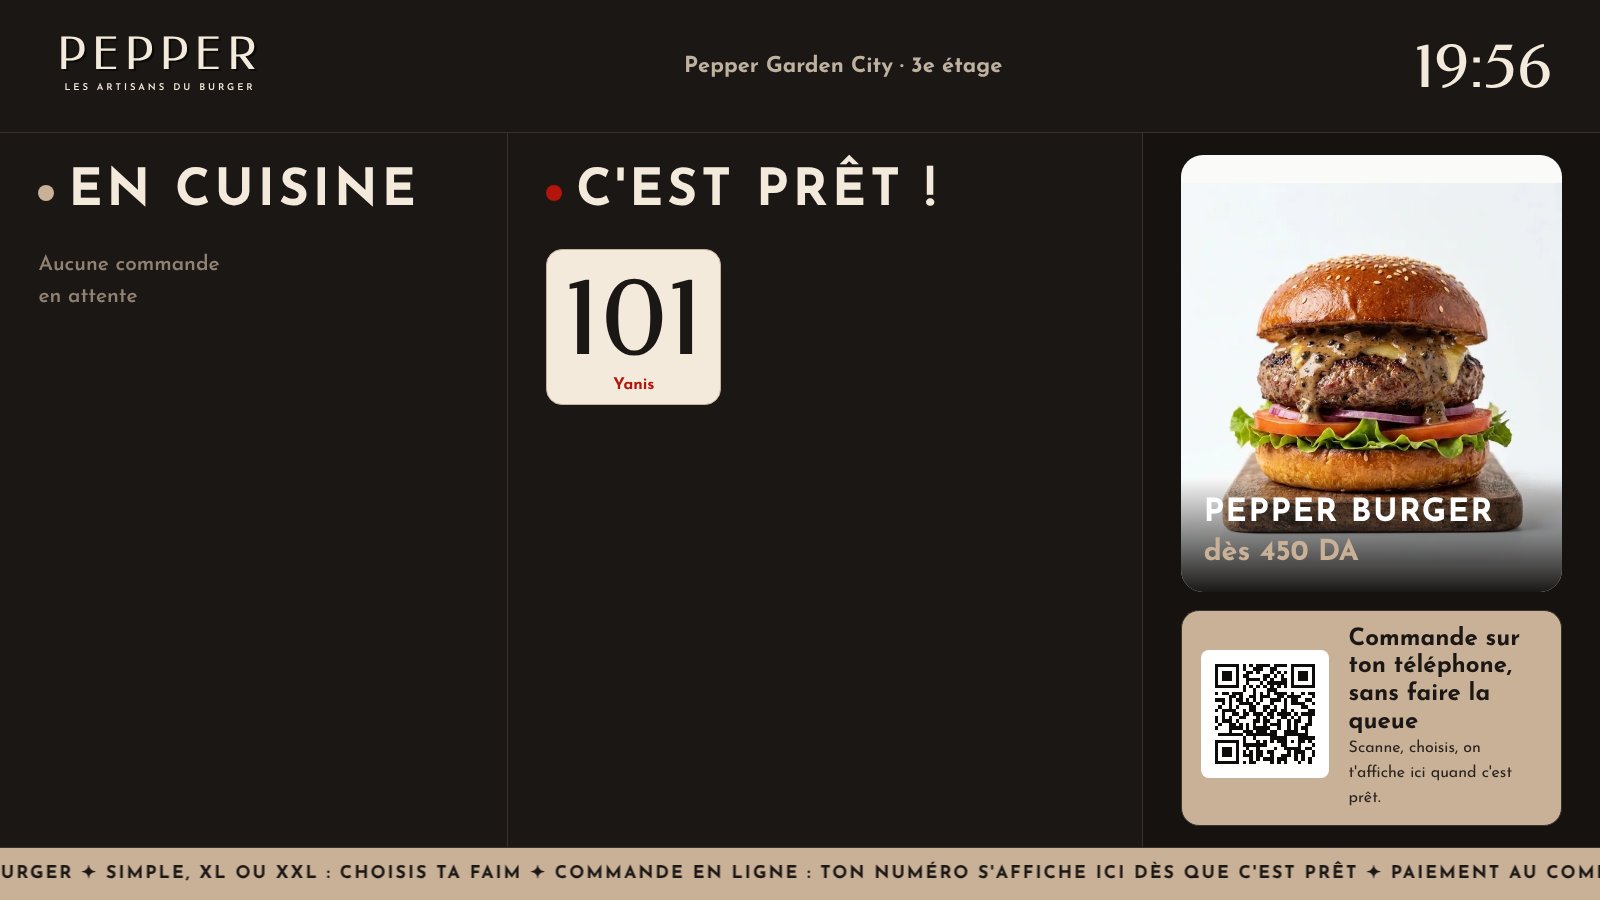 PEPPER
LES ARTISANS DU BURGER
Pepper Garden City · 3e étage
19:56
EN CUISINE
Aucune commande
en attente
C'EST PRÊT !
101
Yanis
PEPPER BURGER
dès 450 DA
Commande sur
ton téléphone,
sans faire la
queue
Scanne, choisis, on
t'affiche ici quand c'est
prêt.
✦ SIMPLE, XL OU XXL : CHOISIS TA FAIM ✦ COMMANDE EN LIGNE : TON NUMÉRO S'AFFICHE ICI DÈS QUE C'EST PRÊT ✦ PAIEMENT AU